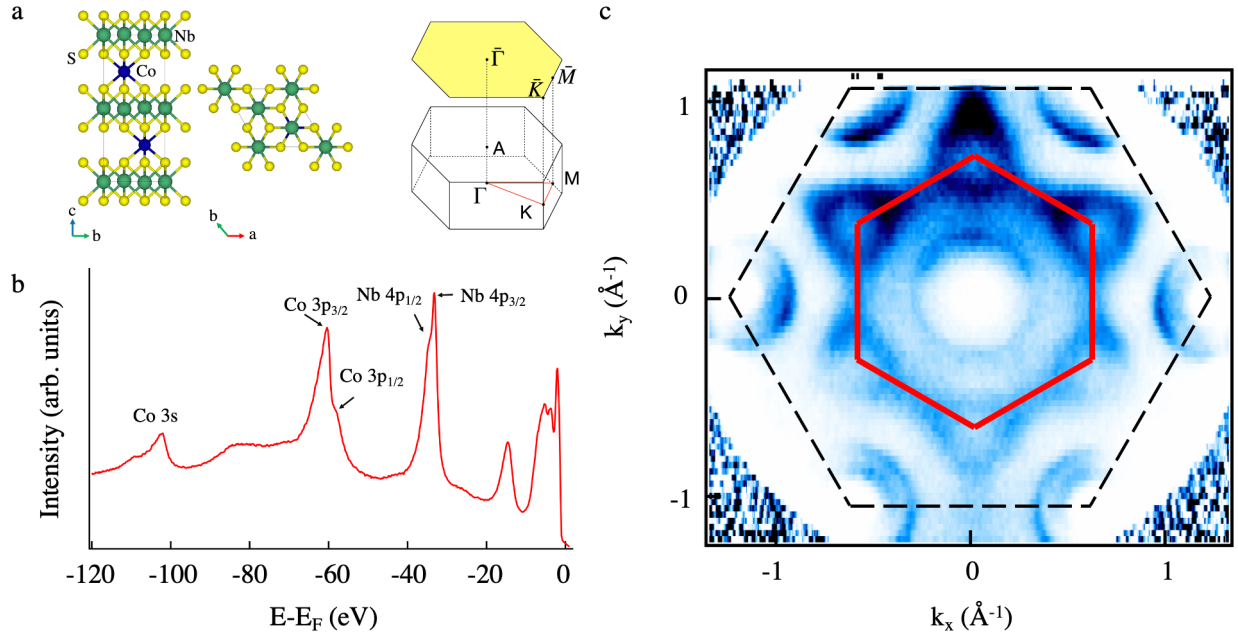 a
Nb
S
Co
c
b
b
a
Γ̄
M̄
K̄
A
Γ
M
K
b
Intensity (arb. units)
Co 3s
Co 3p3/2
Co 3p1/2
Nb 4p1/2
Nb 4p3/2
-120
-100
-80
-60
-40
-20
0
E-EF (eV)
c
ky (Å-1)
1
0
-1
-1
0
1
kx (Å-1)